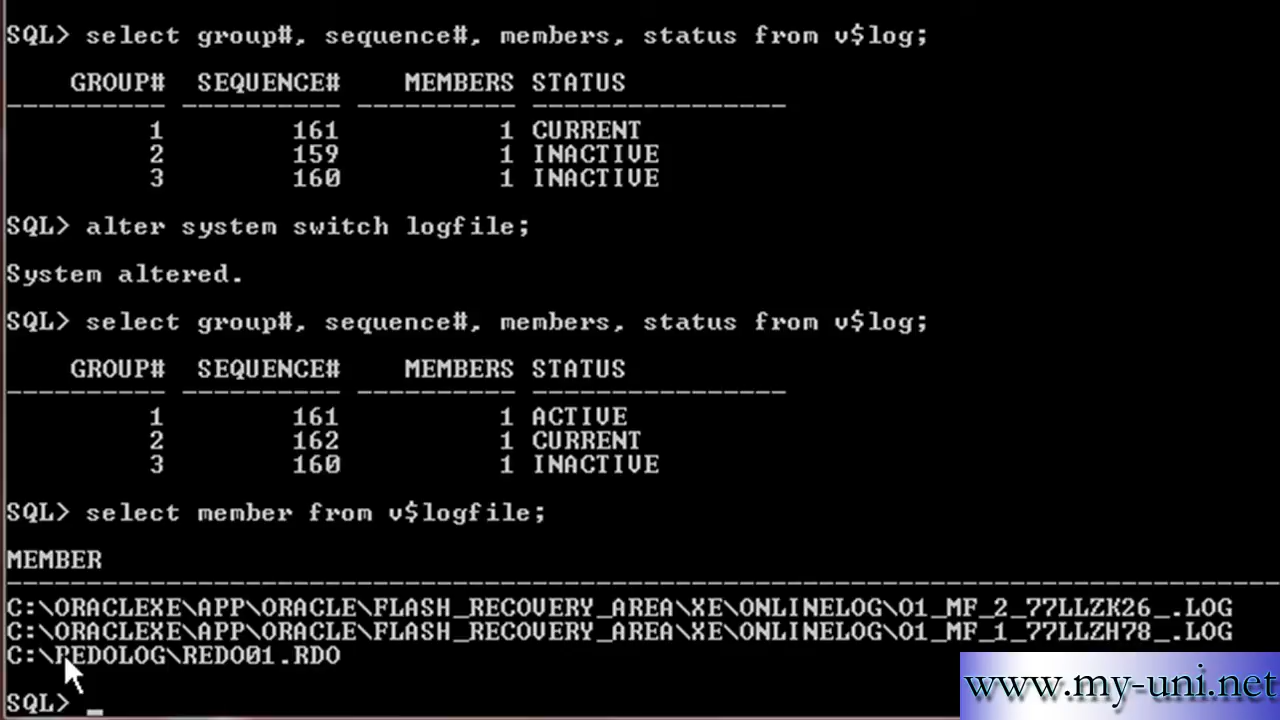 SQL> select group#, sequence#, members, status from v$log;
GROUP# SEQUENCE# MEMBERS STATUS
---------- ---------- ---------- ----------------
1 161 1 CURRENT
2 159 1 INACTIVE
3 160 1 INACTIVE
SQL> alter system switch logfile;
System altered.
SQL> select group#, sequence#, members, status from v$log;
GROUP# SEQUENCE# MEMBERS STATUS
---------- ---------- ---------- ----------------
1 161 1 ACTIVE
2 162 1 CURRENT
3 160 1 INACTIVE
SQL> select member from v$logfile;
MEMBER
--------------------------------------------------------------------------------
C:\ORACLEXE\APP\ORACLE\FLASH_RECOVERY_AREA\XE\ONLINELOG\O1_MF_2_77LLZK26_.LOG
C:\ORACLEXE\APP\ORACLE\FLASH_RECOVERY_AREA\XE\ONLINELOG\O1_MF_1_77LLZH78_.LOG
C:\REDOLOG\REDO01.RDO
SQL> _
www.my-uni.net